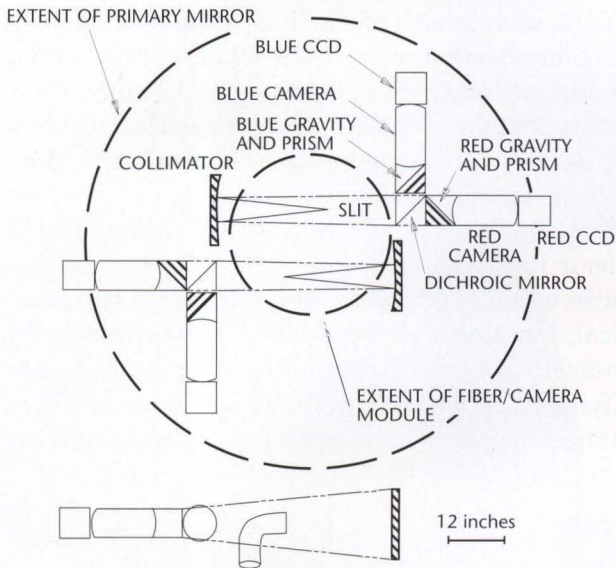 EXTENT OF PRIMARY MIRROR
BLUE CCD
BLUE CAMERA
BLUE GRAVITY
AND PRISM
RED GRAVITY
AND PRISM
COLLIMATOR
SLIT
RED
CAMERA
RED CCD
DICHROIC MIRROR
EXTENT OF FIBER/CAMERA
MODULE
12 inches